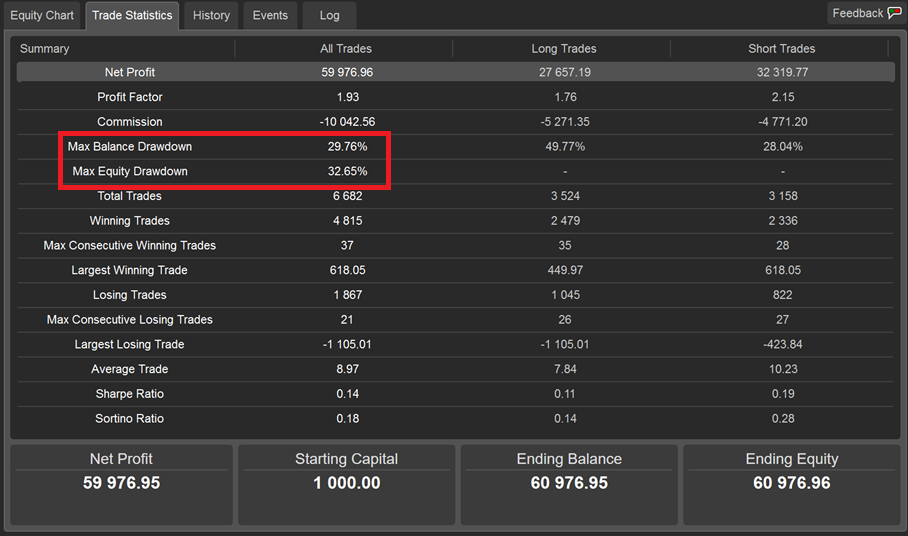 Equity Chart Trade Statistics History Events Log Feedback
Summary All Trades Long Trades Short Trades
Net Profit 59 976.96 27 657.19 32 319.77
Profit Factor 1.93 1.76 2.15
Commission -10 042.56 -5 271.35 -4 771.20
Max Balance Drawdown 29.76% 49.77% 28.04%
Max Equity Drawdown 32.65% - -
Total Trades 6 682 3 524 3 158
Winning Trades 4 815 2 479 2 336
Max Consecutive Winning Trades 37 35 28
Largest Winning Trade 618.05 449.97 618.05
Losing Trades 1 867 1 045 822
Max Consecutive Losing Trades 21 26 27
Largest Losing Trade -1 105.01 -1 105.01 -423.84
Average Trade 8.97 7.84 10.23
Sharpe Ratio 0.14 0.11 0.19
Sortino Ratio 0.18 0.14 0.28
Net Profit Starting Capital Ending Balance Ending Equity
59 976.95 1 000.00 60 976.95 60 976.96